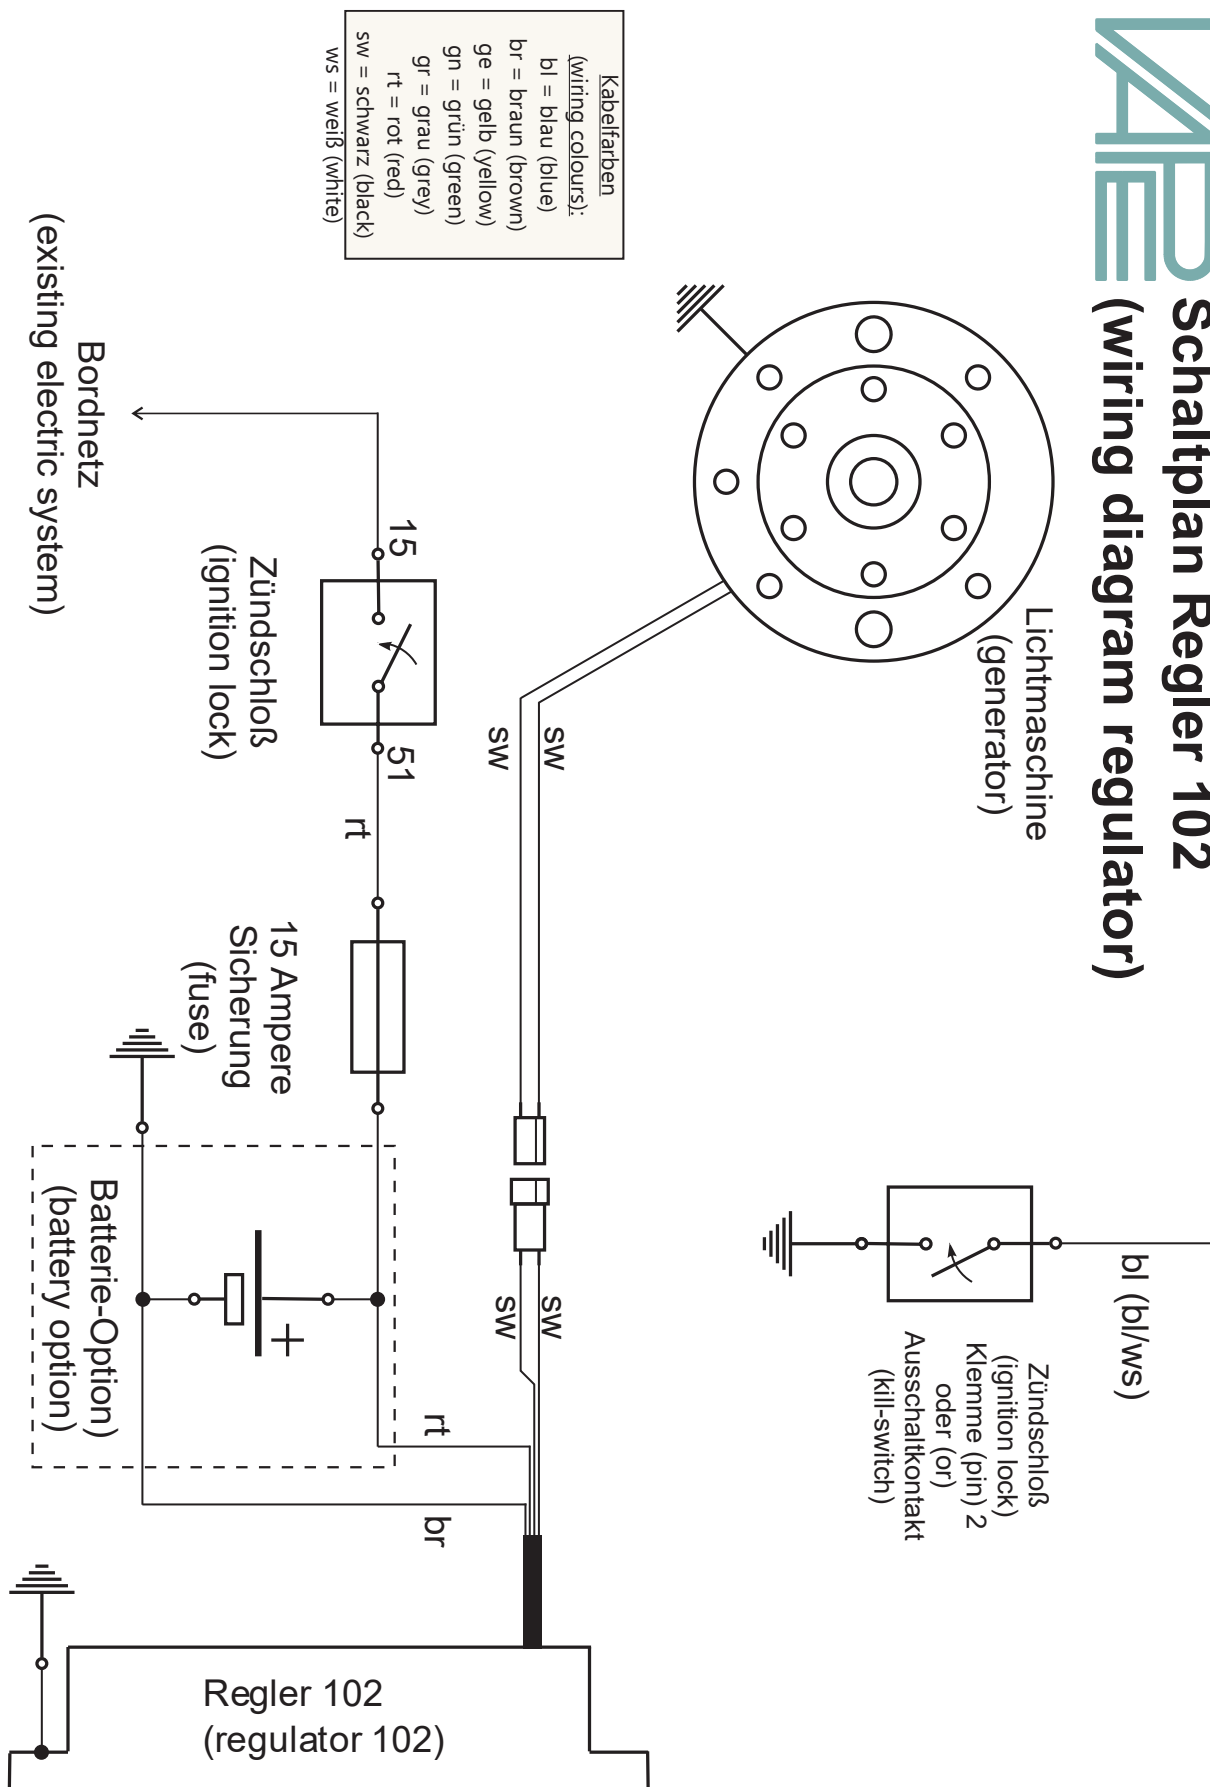 VAPE
Schaltplan Regler 102
(wiring diagram regulator)
Kabelfarben
(wiring colours):
bl = blau (blue)
br = braun (brown)
ge = gelb (yellow)
gn = grün (green)
gr = grau (grey)
rt = rot (red)
sw = schwarz (black)
ws = weiß (white)
Lichtmaschine
(generator)
sw
sw
sw
sw
bl (bl/ws)
Zündschloß
(ignition lock)
Klemme (pin) 2
oder (or)
Ausschaltkontakt
(kill-switch)
Bordnetz
(existing electric system)
15
51
Zündschloß
(ignition lock)
rt
15 Ampere
Sicherung
(fuse)
+
Batterie-Option)
(battery option)
rt
br
Regler 102
(regulator 102)